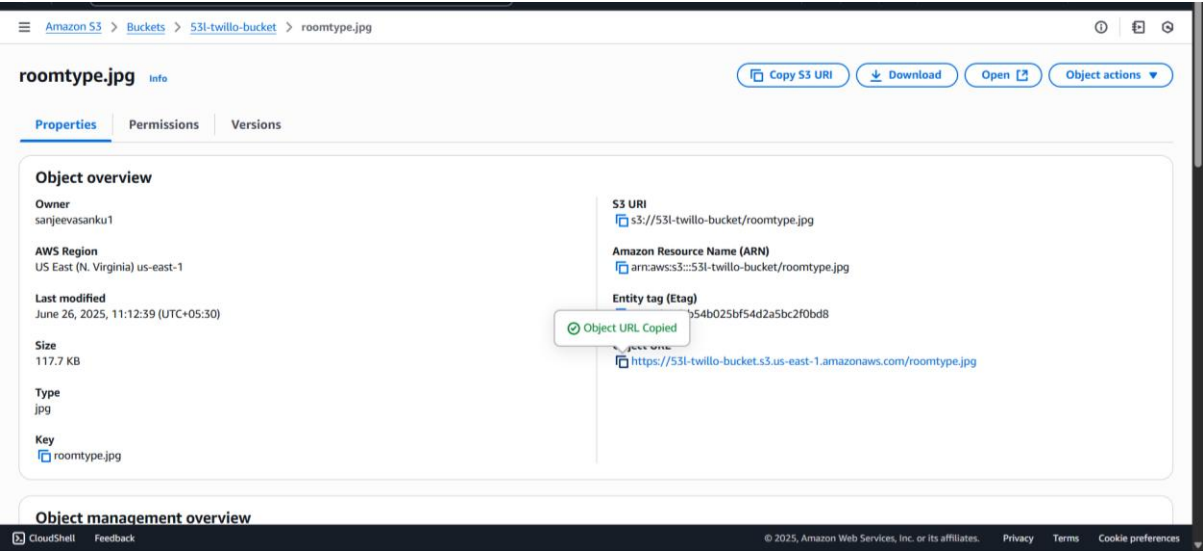 Amazon S3 > Buckets > 53l-twillo-bucket > roomtype.jpg
roomtype.jpg Info
Copy S3 URI Download Open Object actions
Properties Permissions Versions
Object overview
Owner
sanjeevasanku1
AWS Region
US East (N. Virginia) us-east-1
Last modified
June 26, 2025, 11:12:39 (UTC+05:30)
Size
117.7 KB
Type
jpg
Key
roomtype.jpg
S3 URI
s3://53l-twillo-bucket/roomtype.jpg
Amazon Resource Name (ARN)
arn:aws:s3:::53l-twillo-bucket/roomtype.jpg
Entity tag (Etag)
b54b025bf54d2a5bc2f0bd8
Object URL Copied
https://53l-twillo-bucket.s3.us-east-1.amazonaws.com/roomtype.jpg
Object management overview
CloudShell Feedback © 2025, Amazon Web Services, Inc. or its affiliates. Privacy Terms Cookie preferences